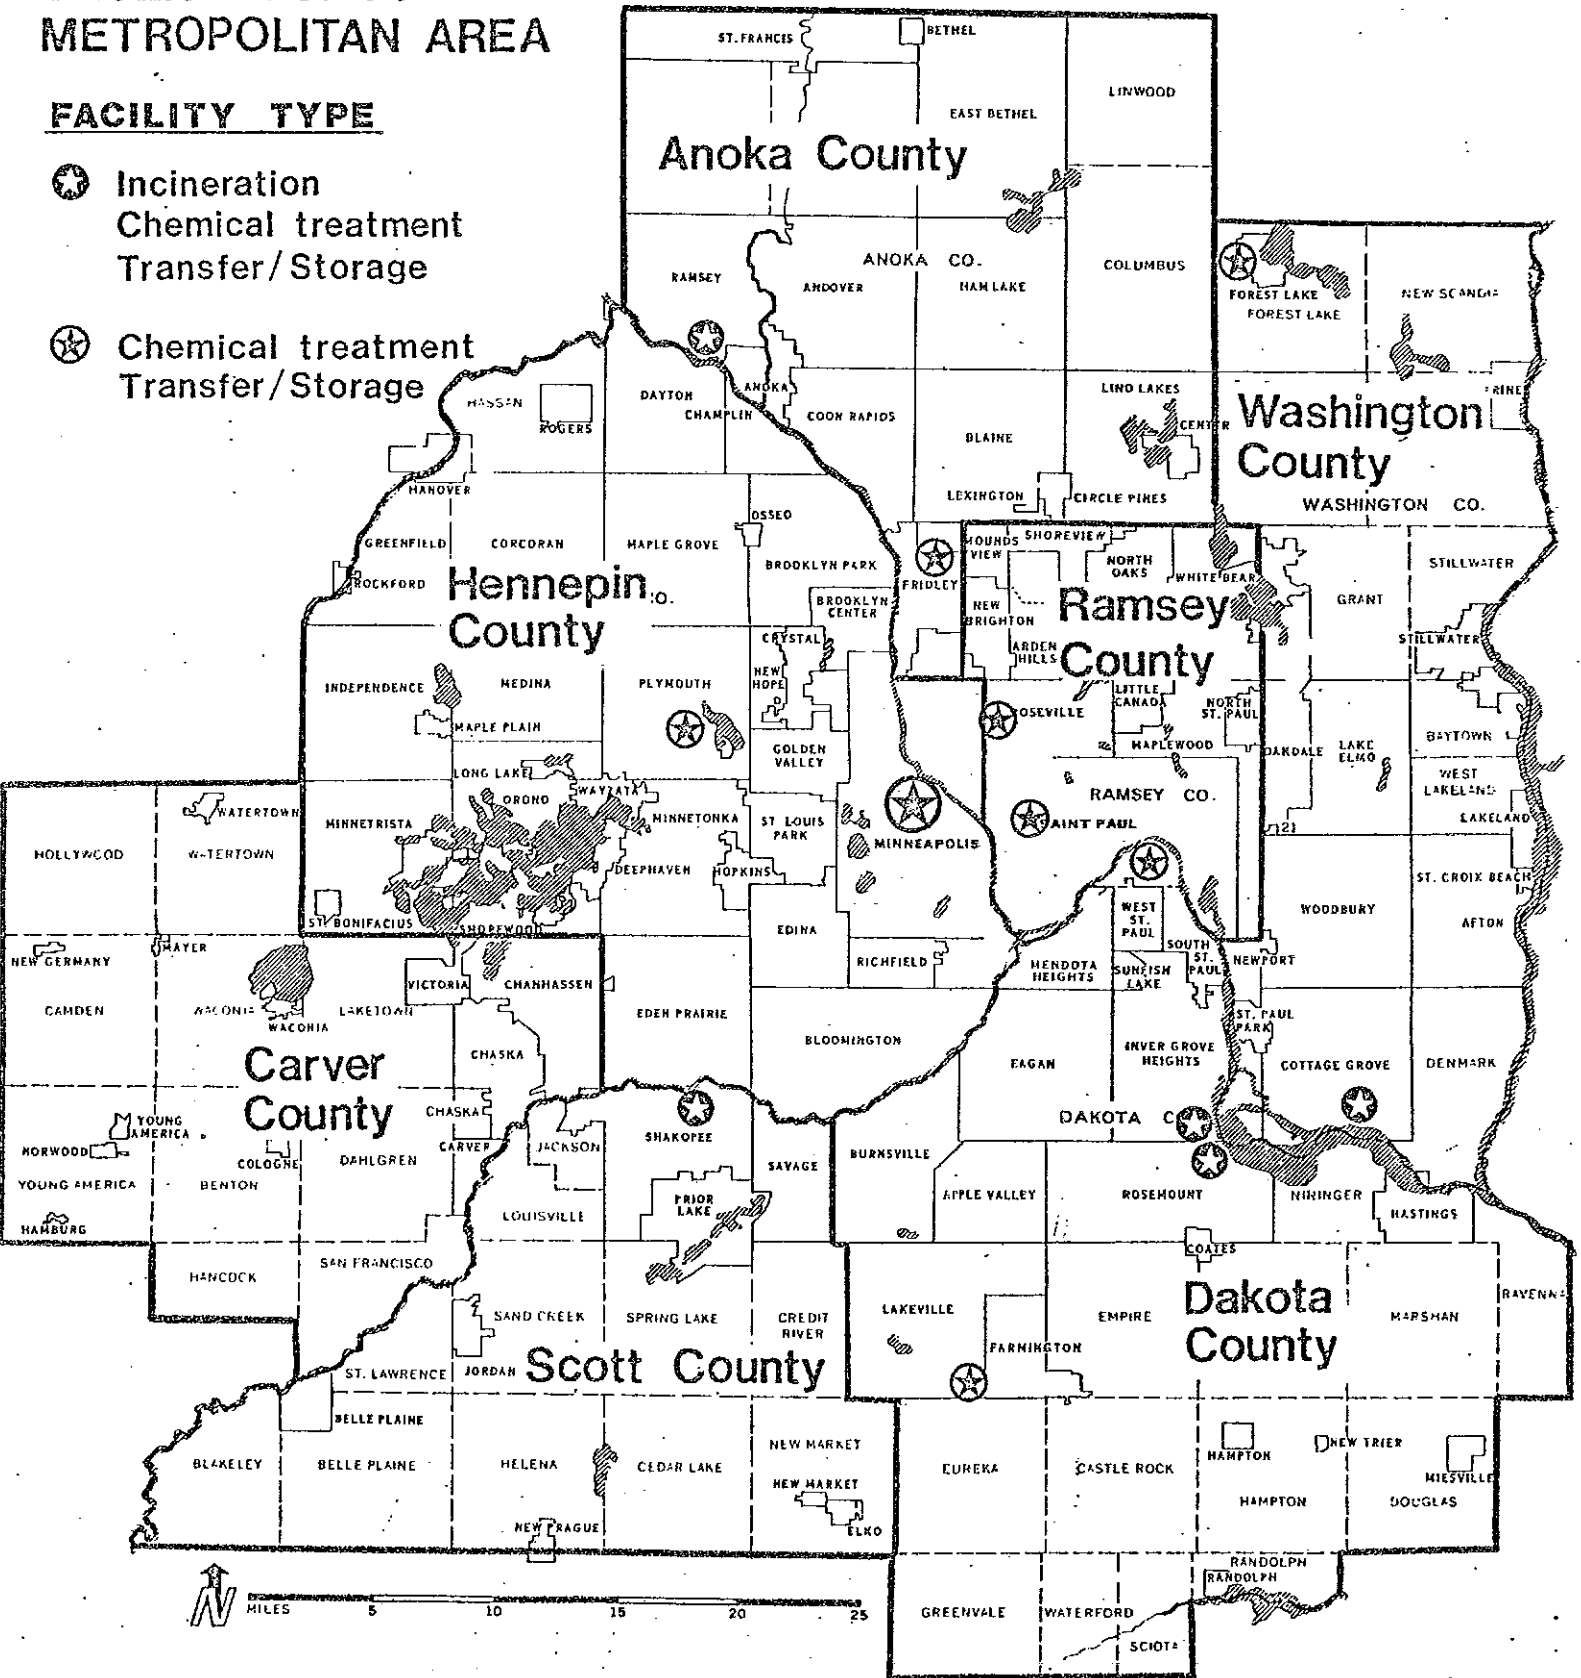 METROPOLITAN AREA
FACILITY TYPE
Incineration
Chemical treatment
Transfer/Storage
Chemical treatment
Transfer/Storage
ST. FRANCIS
BETHEL
LINWOOD
EAST BETHEL
Anoka County
ANOKA CO.
RAMSEY
ANDOVER
HAM LAKE
COLUMBUS
FOREST LAKE
FOREST LAKE
NEW SCANDIA
HASSAN
ROGERS
DAYTON
CHAMPLIN
ANOKA
COON RAPIDS
BLAINE
LINO LAKES
CENTER
Washington
County
WASHINGTON CO.
HANOVER
LEXINGTON
CIRCLE PINES
GREENFIELD
CORCORAN
MAPLE GROVE
OSSEO
BROOKLYN PARK
FRIDLEY
MOUNDS
VIEW
SHOREVIEW
NORTH
OAKS
WHITE BEAR
STILLWATER
ROCKFORD
Hennepin
County
BROOKLYN
CENTER
NEW
BRIGHTON
Ramsey
County
GRANT
STILLWATER
CRYSTAL
ARDEN
HILLS
INDEPENDENCE
MEDINA
PLYMOUTH
NEW
HOPE
OSEVILLE
LITTLE
CANADA
NORTH
ST. PAUL
MAPLE PLAIN
GOLDEN
VALLEY
MAPLEWOOD
OAKDALE
LAKE
ELMO
BAYTOWN
LONG LAKE
WAYZATA
ORONO
WEST
LAKELAND
RAMSEY CO.
WATERTOWN
MINNETRISTA
MINNETONKA
ST LOUIS
PARK
MINNEAPOLIS
AINT PAUL
LAKELAND
HOLLYWOOD
WATERTOWN
DEEPHAVEN
HOPKINS
ST. CROIX BEACH
ST. BONIFACIUS
SHOREWOOD
EDINA
WEST
ST.
PAUL
WOODBURY
AFTON
NEW GERMANY
MAYER
RICHFIELD
MENDOTA
HEIGHTS
SUNFISH
LAKE
SOUTH
ST.
PAUL
NEWPORT
VICTORIA
CHANHASSEN
CAMDEN
WACONIA
WACONIA
LAKETOWN
EDEN PRAIRIE
BLOOMINGTON
ST. PAUL
PARK
Carver
County
CHASKA
EAGAN
INVER GROVE
HEIGHTS
COTTAGE GROVE
DENMARK
CHASKA
YOUNG
AMERICA
NORWOOD
COLOGNE
DAHLGREN
CARVER
JACKSON
SHAKOPEE
SAVAGE
BURNSVILLE
DAKOTA C
YOUNG AMERICA
BENTON
PRIOR
LAKE
APPLE VALLEY
ROSEMOUNT
NININGER
HASTINGS
HAMBURG
LOUISVILLE
COATES
HANCOCK
SAN FRANCISCO
SAND CREEK
SPRING LAKE
CREDIT
RIVER
LAKEVILLE
EMPIRE
Dakota
County
MARSHAN
RAVENNA
FARMINGTON
ST. LAWRENCE
JORDAN
Scott County
BELLE PLAINE
BLAKELEY
BELLE PLAINE
HELENA
CEDAR LAKE
NEW MARKET
NEW MARKET
ELKO
EUREKA
CASTLE ROCK
HAMPTON
NEW TRIER
MIESVILLE
HAMPTON
DOUGLAS
NEW PRAGUE
RANDOLPH
RANDOLPH
GREENVALE
WATERFORD
SCIOTA
N
MILES 5 10 15 20 25